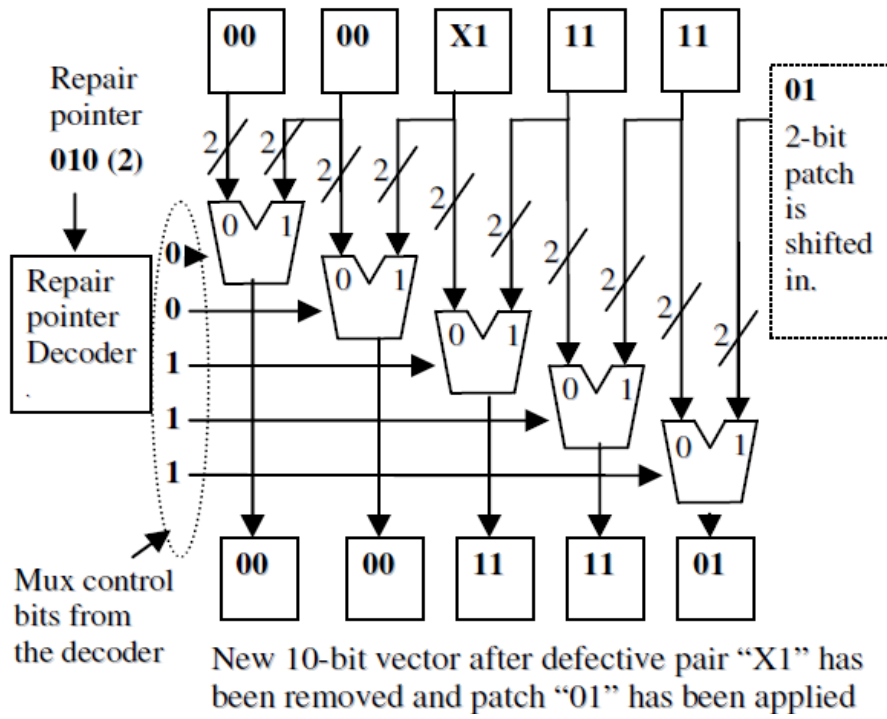 00 00 X1 11 11
Repair
pointer
010 (2)
01
2-bit
patch
is
shifted
in.
2 2 2 2 2 2 2 2 2 2
0 1
0 1
0 1
0 1
0 1
Repair
pointer
Decoder
.
0
0
1
1
1
00 00 11 11 01
Mux control
bits from
the decoder
New 10-bit vector after defective pair “X1” has
been removed and patch “01” has been applied